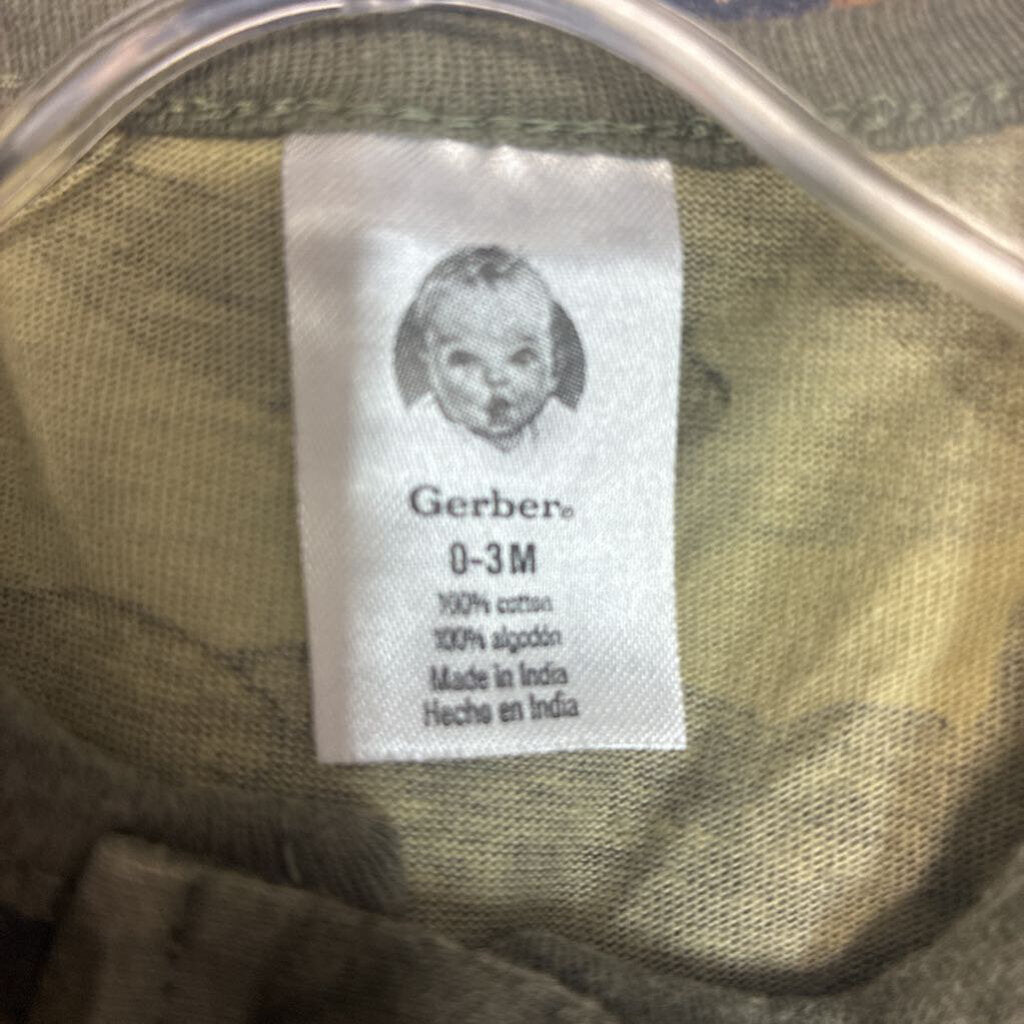 Gerber®
0-3M
100% cotton
100% algodón
Made in India
Hecho en India